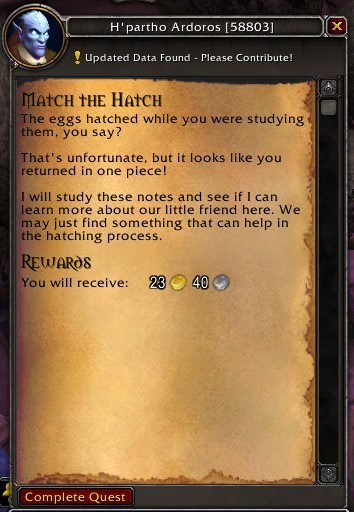 H'partho Ardoros [58803]
! Updated Data Found - Please Contribute!
Match the Hatch
The eggs hatched while you were studying
them, you say?
That's unfortunate, but it looks like you
returned in one piece!
I will study these notes and see if I can
learn more about our little friend here. We
may just find something that can help in
the hatching process.
Rewards
You will receive: 23 40
Complete Quest